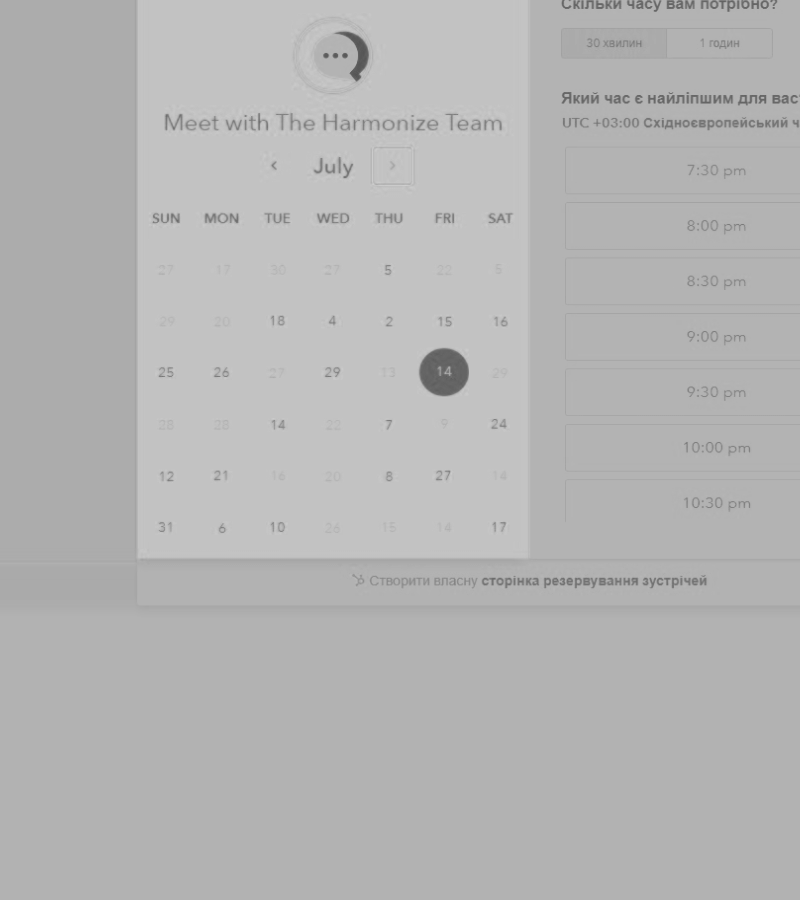 Meet with The Harmonize Team
July
SUN MON TUE WED THU FRI SAT
27 17 30 27 5 22 5
29 20 18 4 2 15 16
25 26 27 29 13 14 29
28 28 14 22 7 9 24
12 21 16 20 8 27 14
31 6 10 26 15 14 17
Скільки часу вам потрібно?
30 хвилин 1 годин
Який час є найліпшим для вас
UTC +03:00 Східноєвропейський ч
7:30 pm
8:00 pm
8:30 pm
9:00 pm
9:30 pm
10:00 pm
10:30 pm
Створити власну сторінка резервування зустрічей